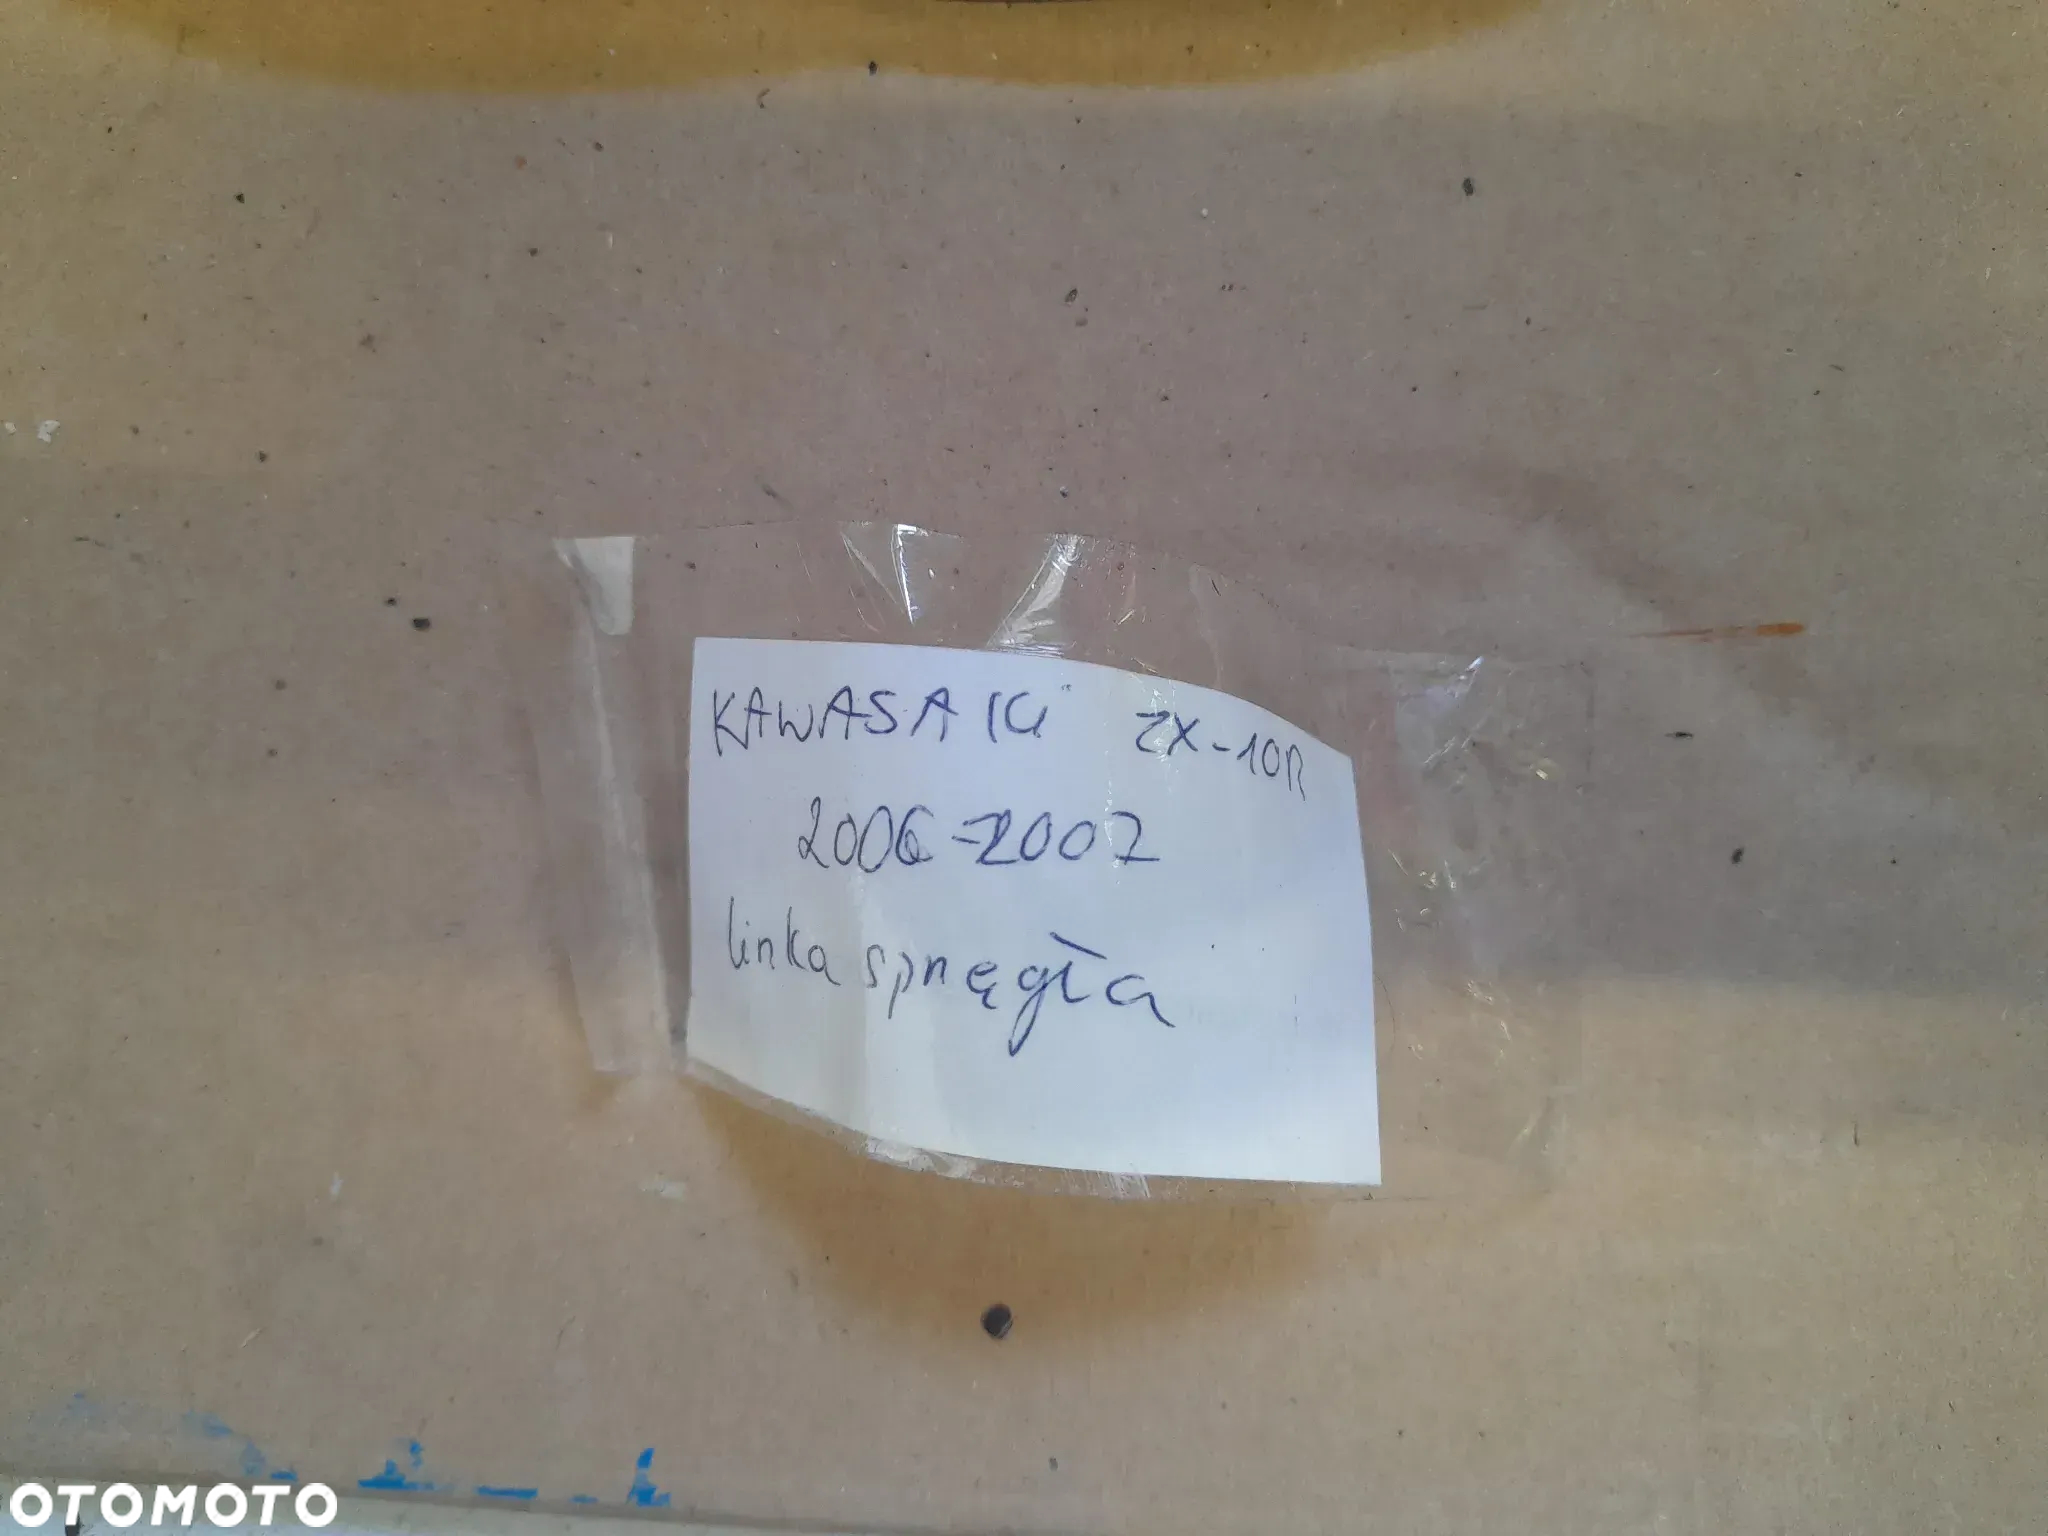 KAWASAKI ZX-10R
2006-2007
linka sprzęgła
OTOMOTO